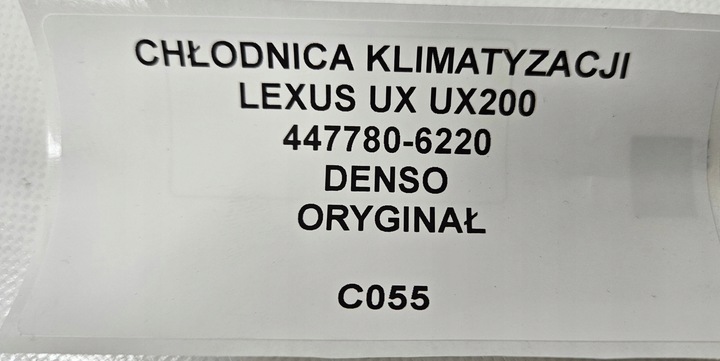 CHŁODNICA KLIMATYZACJI
LEXUS UX UX200
447780-6220
DENSO
ORYGINAŁ
C055